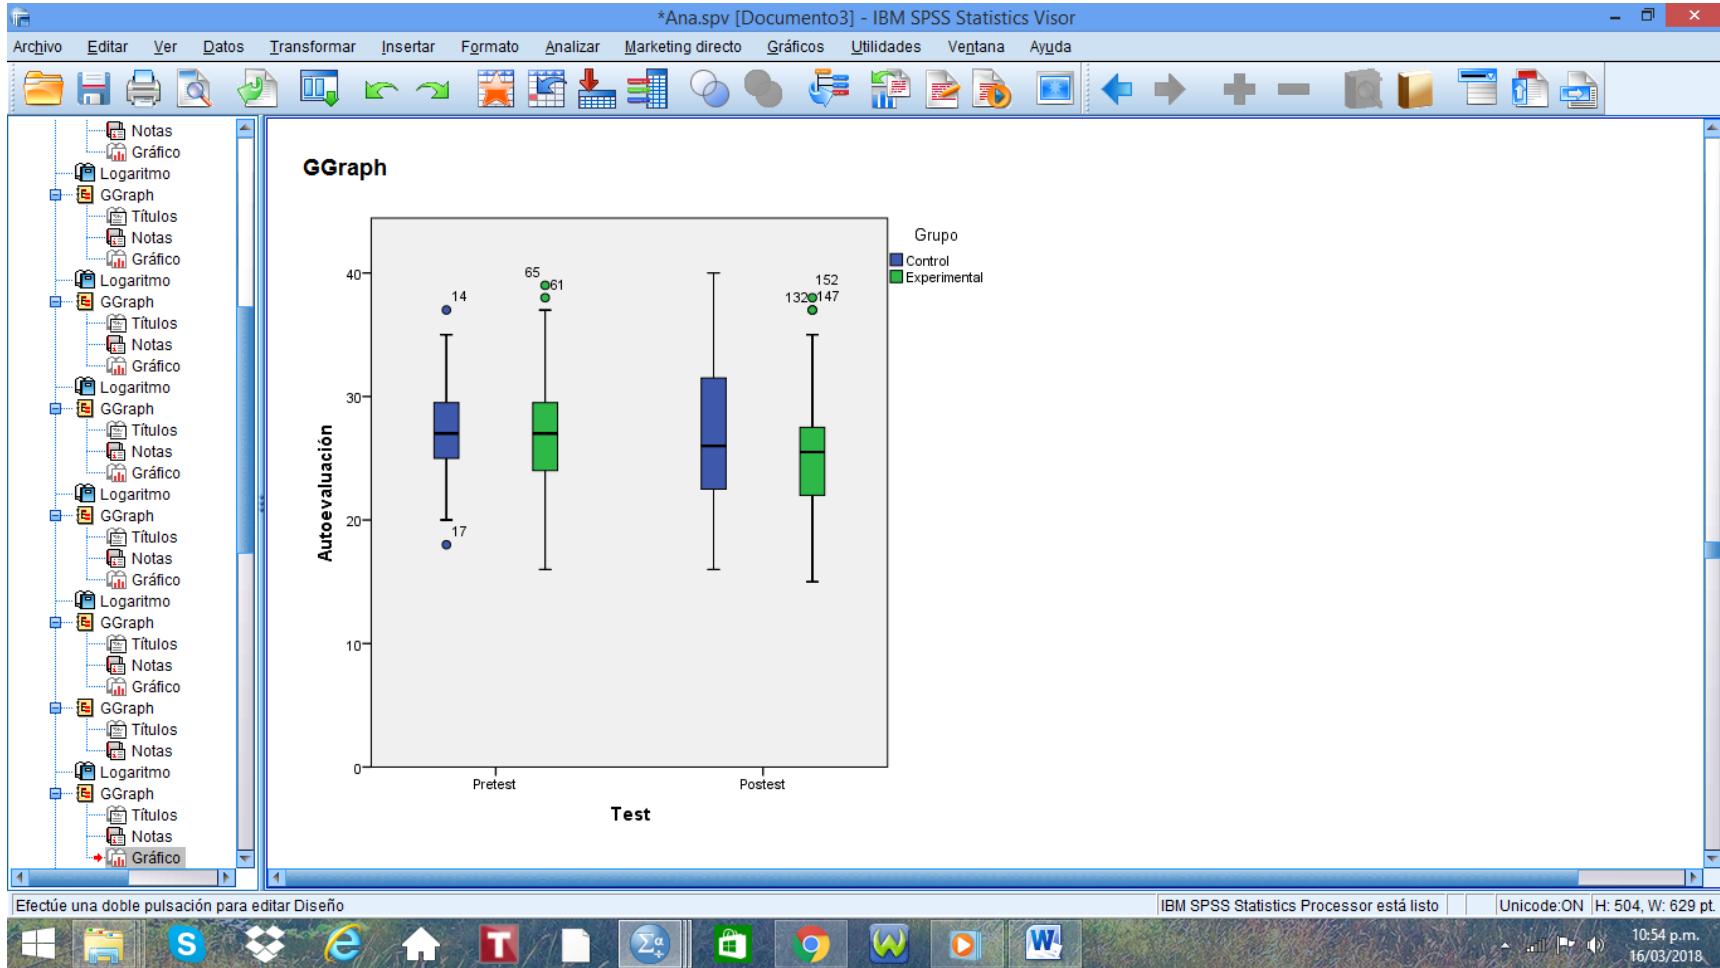 *Ana.spv [Documento3] - IBM SPSS Statistics Visor
Archivo Editar Ver Datos Transformar Insertar Formato Analizar Marketing directo Gráficos Utilidades Ventana Ayuda
Notas
Gráfico
Logaritmo
GGraph
Títulos
Notas
Gráfico
Logaritmo
GGraph
Títulos
Notas
Gráfico
Logaritmo
GGraph
Títulos
Notas
Gráfico
Logaritmo
GGraph
Títulos
Notas
Gráfico
Logaritmo
GGraph
Títulos
Notas
Gráfico
GGraph
Títulos
Notas
Logaritmo
GGraph
Títulos
Notas
Gráfico
GGraph
Grupo
Control
Experimental
40
30
20
10
0
Autoevaluación
14
17
65
61
152
132
147
Pretest
Postest
Test
Efectúe una doble pulsación para editar Diseño
IBM SPSS Statistics Processor está listo
Unicode:ON
H: 504, W: 629 pt.
10:54 p.m.
16/03/2018